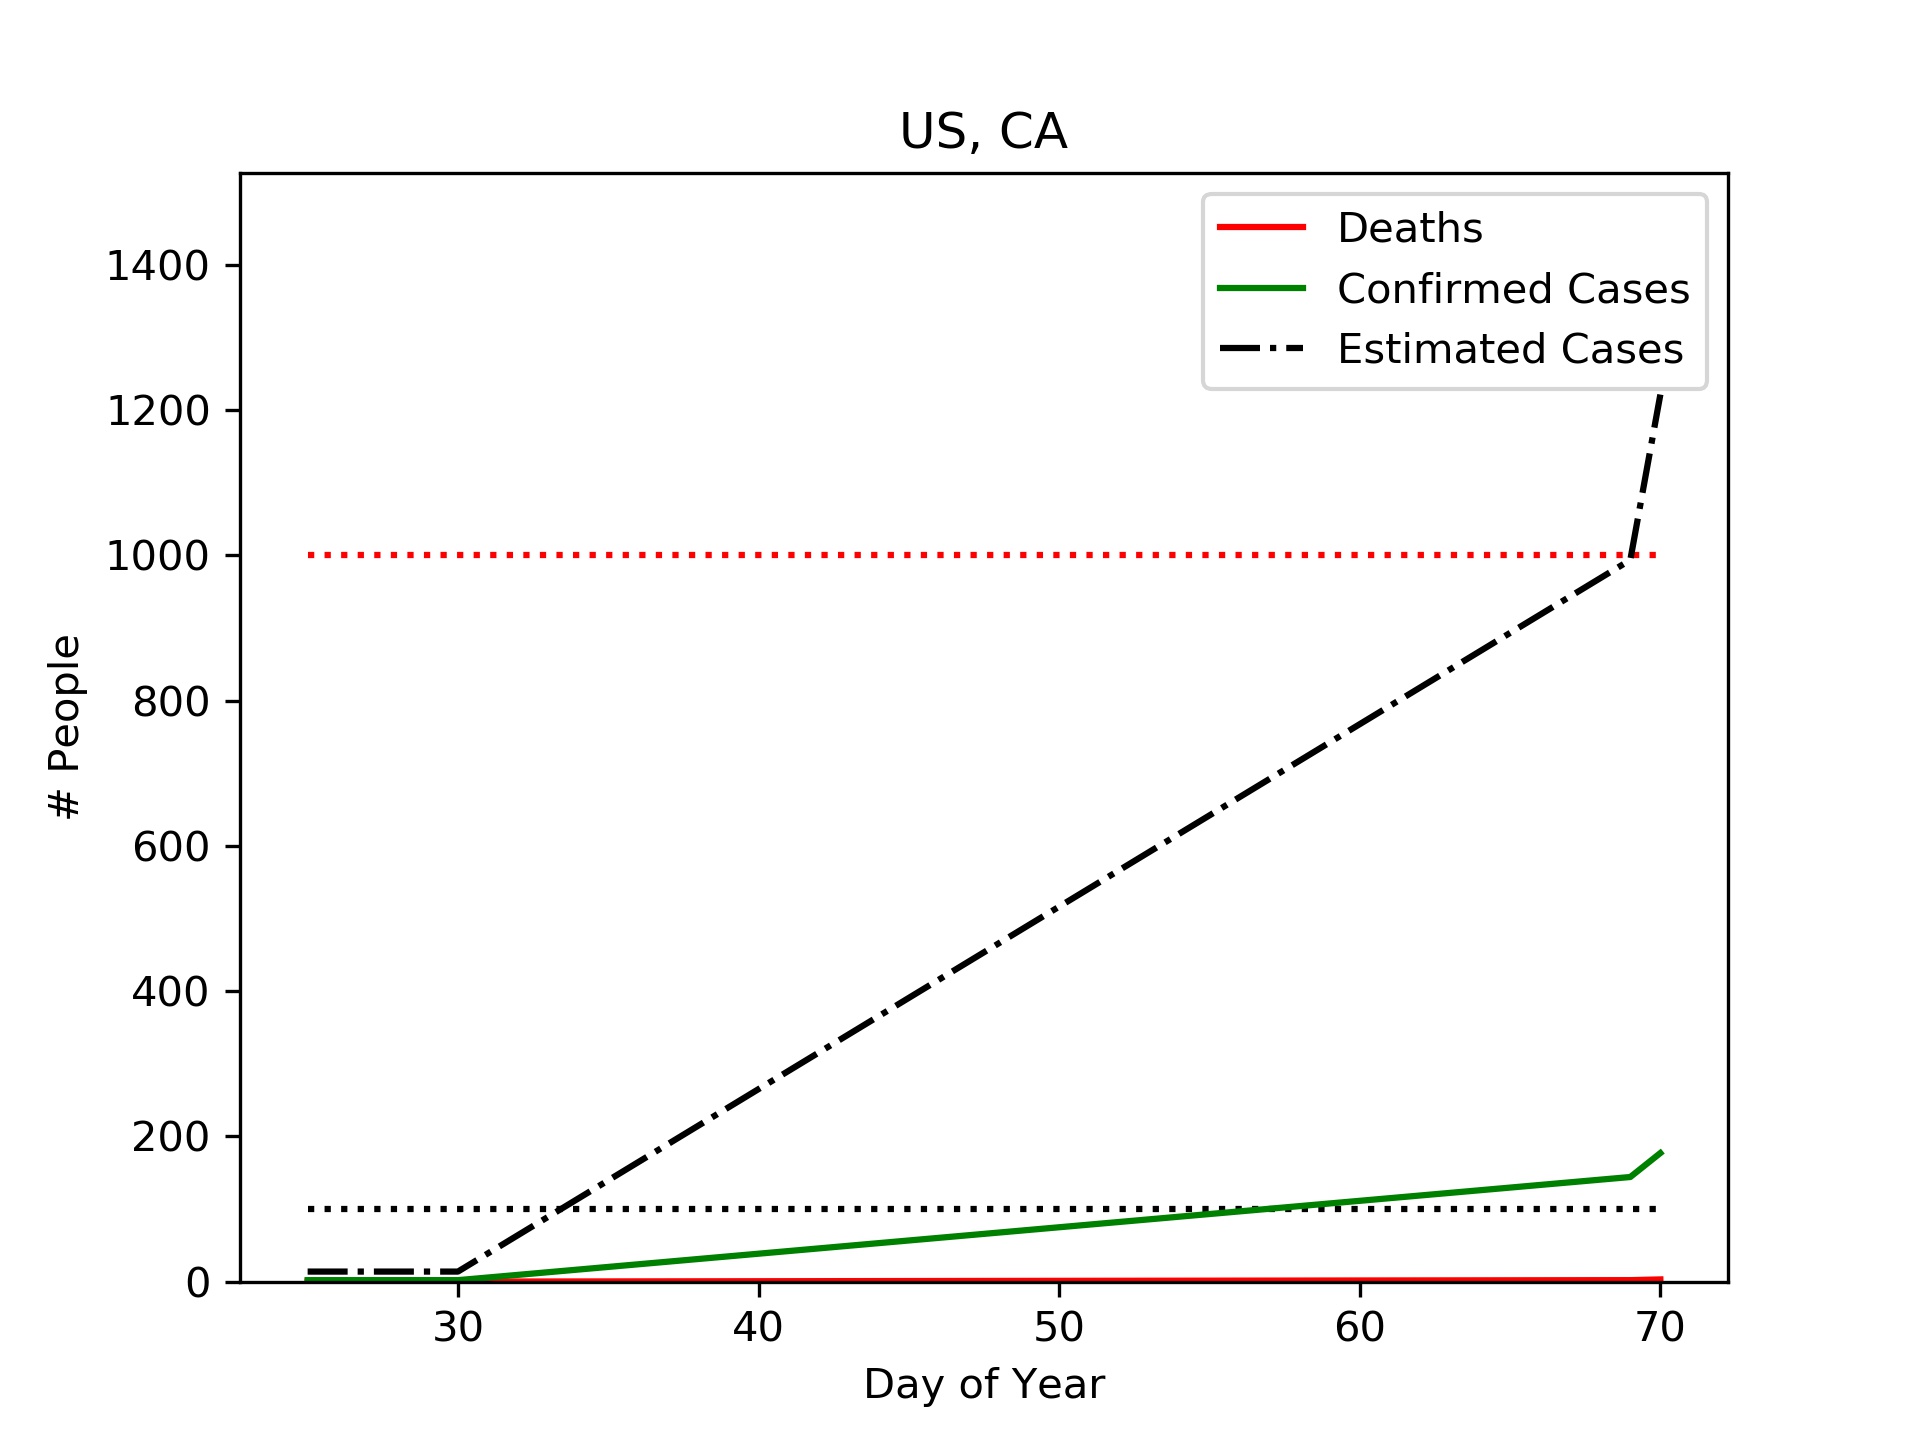 US, CA
Deaths
Confirmed Cases
Estimated Cases
1400
1200
1000
800
600
400
200
0
# People
30 40 50 60 70
Day of Year